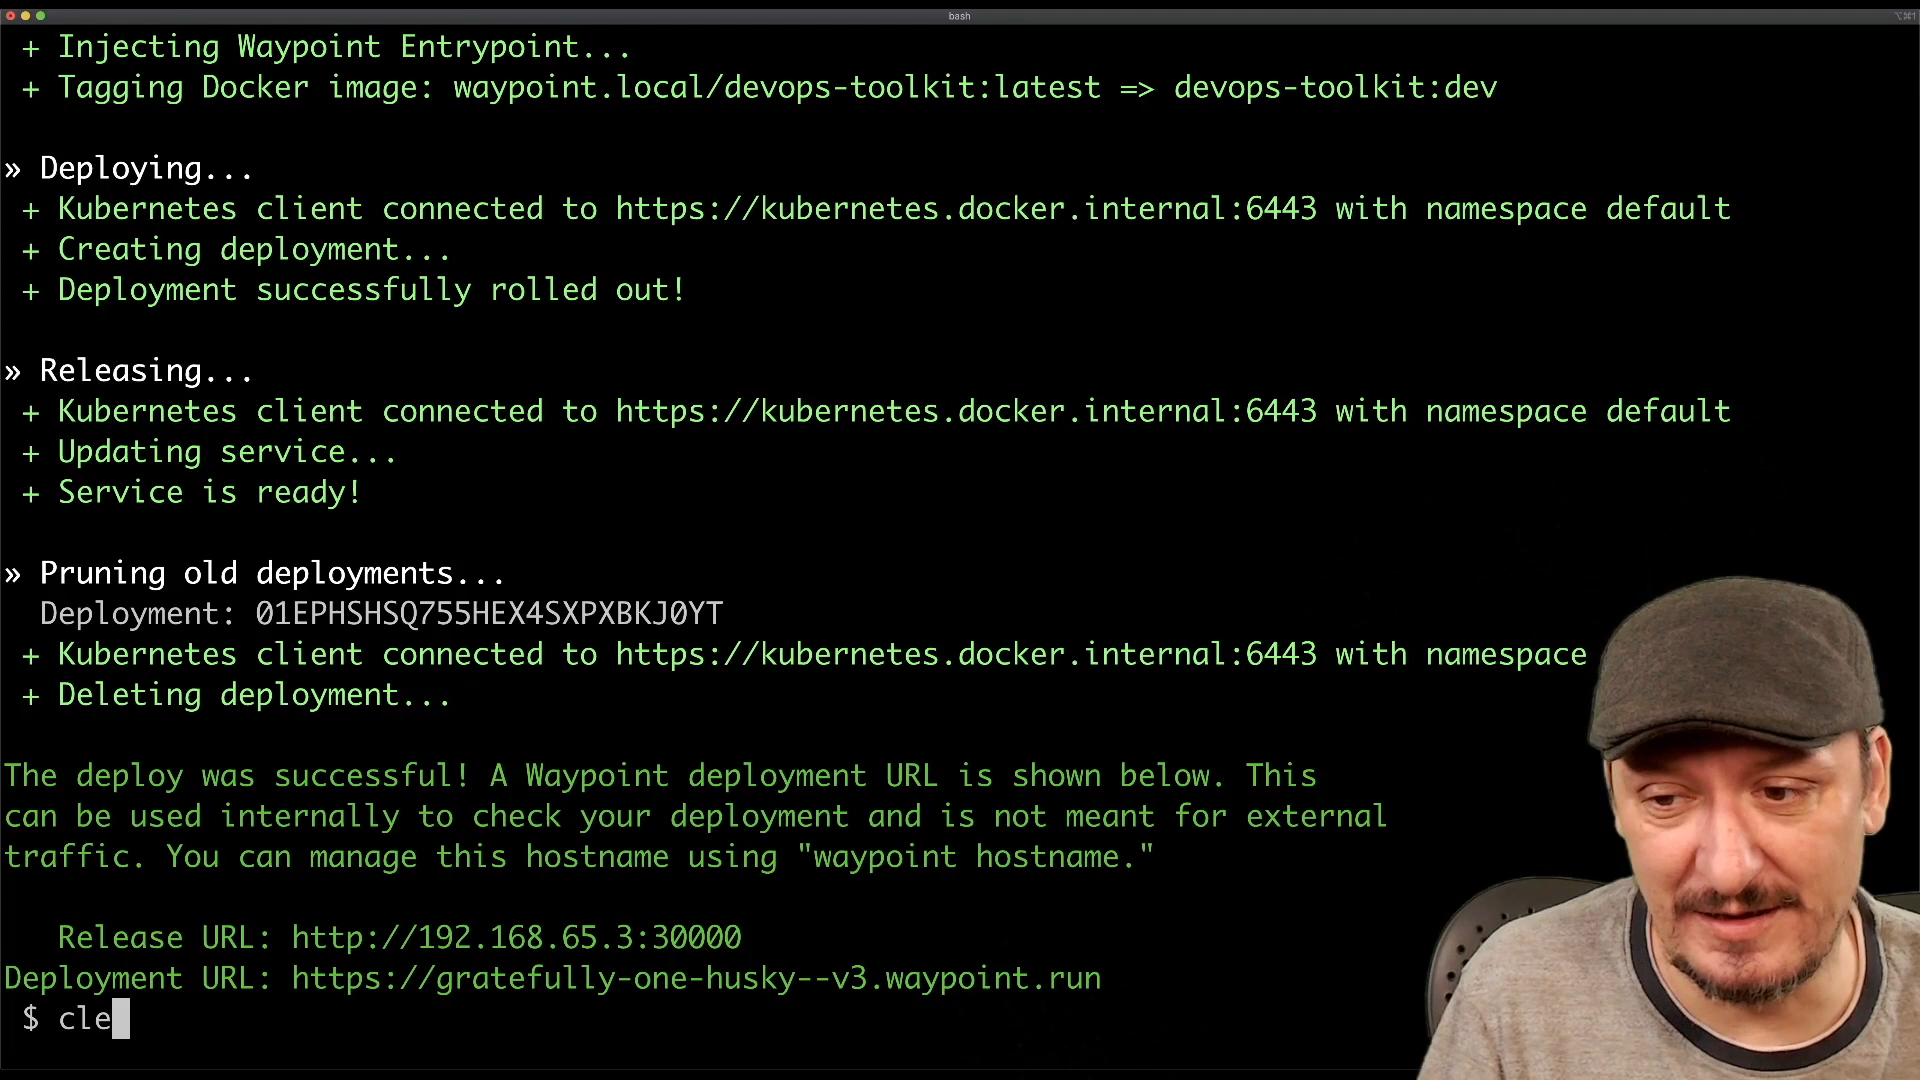 bash
⌥⌘1
+ Injecting Waypoint Entrypoint...
+ Tagging Docker image: waypoint.local/devops-toolkit:latest => devops-toolkit:dev
» Deploying...
+ Kubernetes client connected to https://kubernetes.docker.internal:6443 with namespace default
+ Creating deployment...
+ Deployment successfully rolled out!
» Releasing...
+ Kubernetes client connected to https://kubernetes.docker.internal:6443 with namespace default
+ Updating service...
+ Service is ready!
» Pruning old deployments...
Deployment: 01EPHSHSQ755HEX4SXPXBKJ0YT
+ Kubernetes client connected to https://kubernetes.docker.internal:6443 with namespace
+ Deleting deployment...
The deploy was successful! A Waypoint deployment URL is shown below. This
can be used internally to check your deployment and is not meant for external
traffic. You can manage this hostname using "waypoint hostname."
Release URL: http://192.168.65.3:30000
Deployment URL: https://gratefully-one-husky--v3.waypoint.run
$ cle